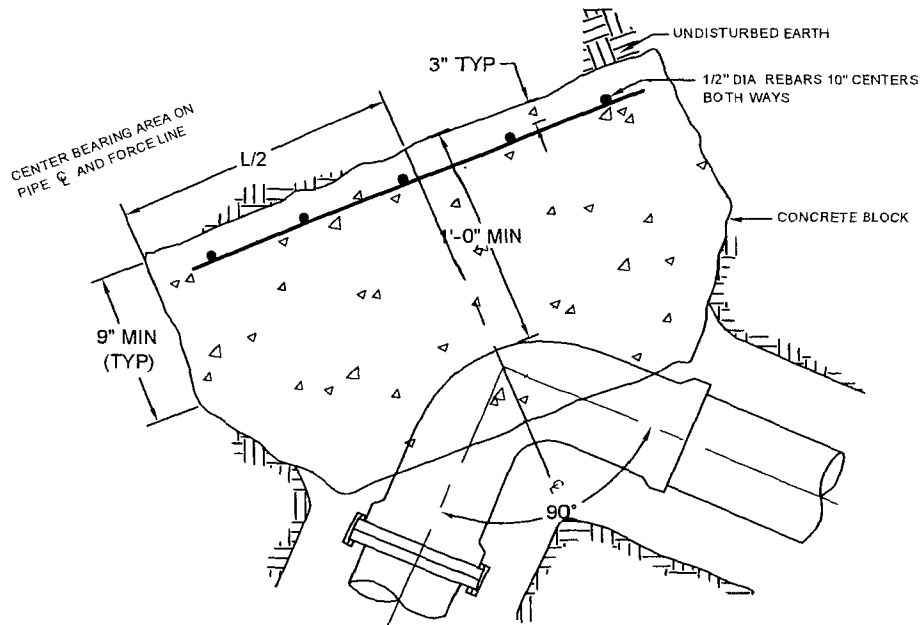 UNDISTURBED EARTH
3" TYP
1/2" DIA REBARS 10" CENTERS
BOTH WAYS
CENTER BEARING AREA ON
PIPE ℄ AND FORCE LINE
L/2
1'-0" MIN
CONCRETE BLOCK
9" MIN
(TYP)
℄
90°